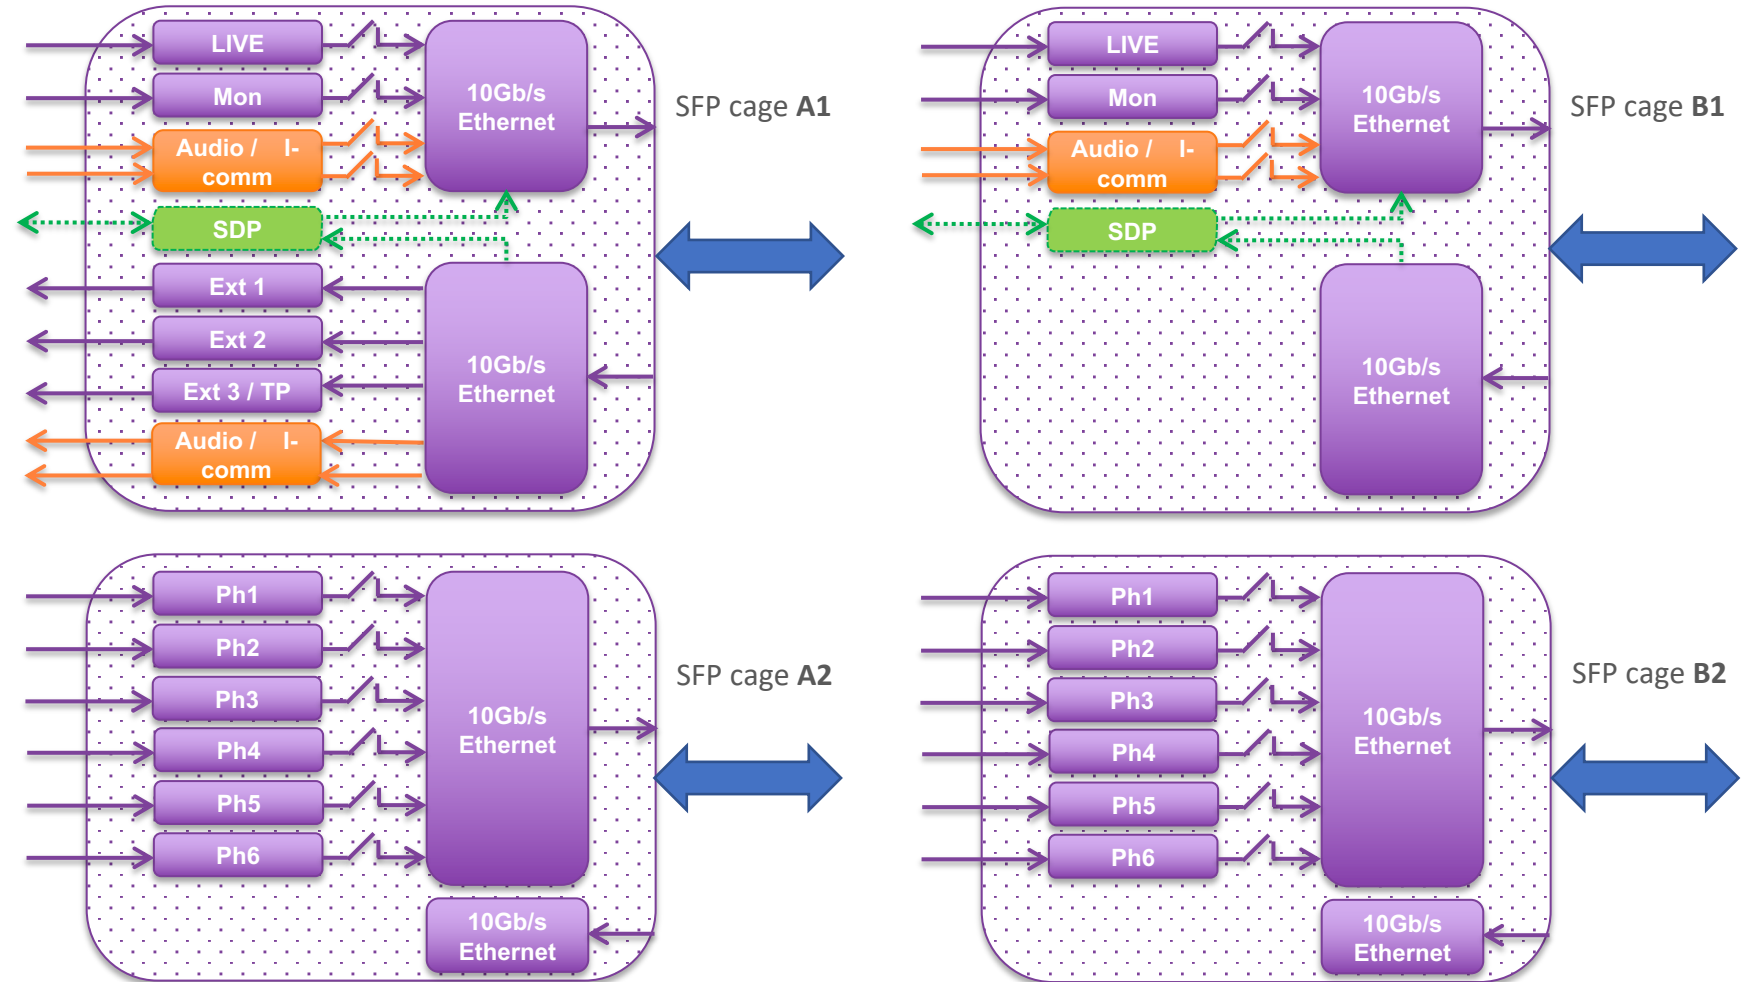 LIVE
Mon
Audio / I-
comm
SDP
Ext 1
Ext 2
Ext 3 / TP
Audio / I-
comm
10Gb/s
Ethernet
10Gb/s
Ethernet
SFP cage A1
LIVE
Mon
Audio / I-
comm
SDP
10Gb/s
Ethernet
10Gb/s
Ethernet
SFP cage B1
Ph1
Ph2
Ph3
Ph4
Ph5
Ph6
10Gb/s
Ethernet
10Gb/s
Ethernet
SFP cage A2
Ph1
Ph2
Ph3
Ph4
Ph5
Ph6
10Gb/s
Ethernet
10Gb/s
Ethernet
SFP cage B2